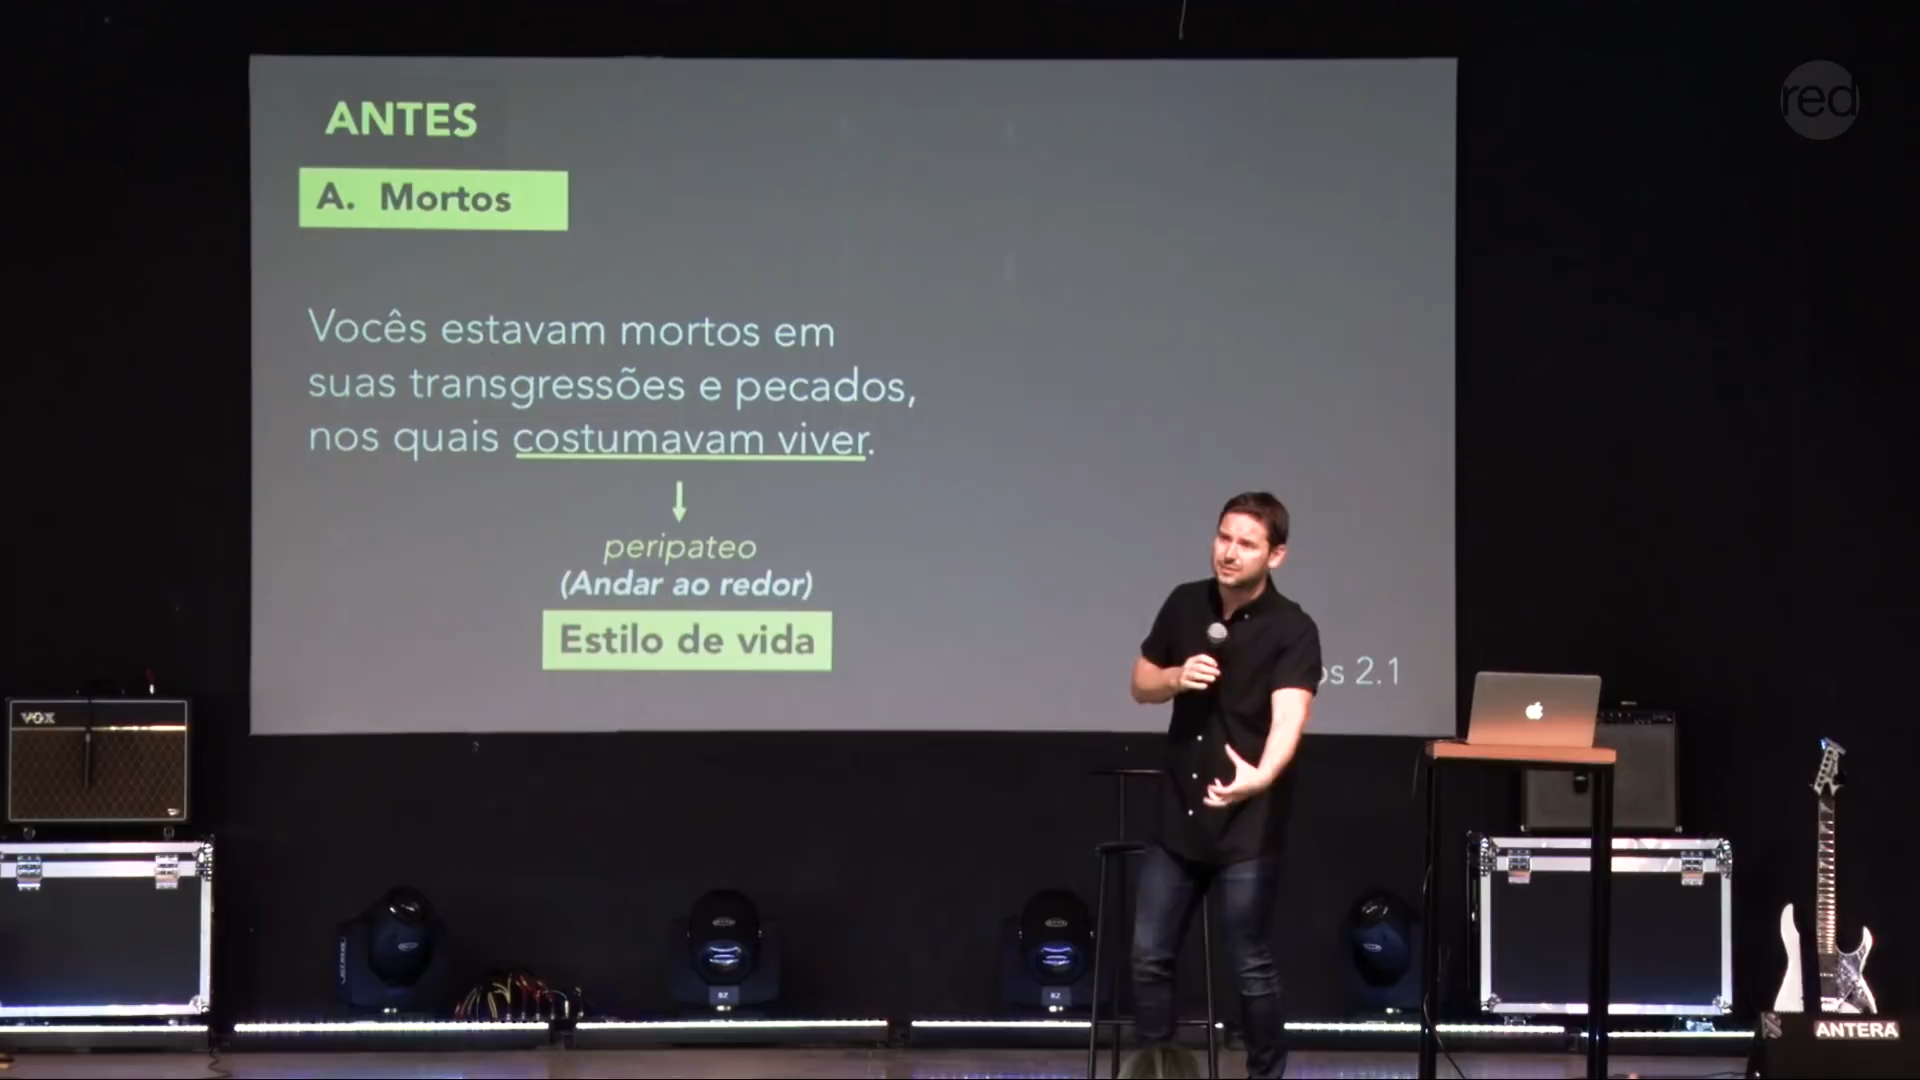 ANTES
A. Mortos
Vocês estavam mortos em
suas transgressões e pecados,
nos quais costumavam viver.
peripateo
(Andar ao redor)
Estilo de vida
2.1
red
VOX
ANTERA